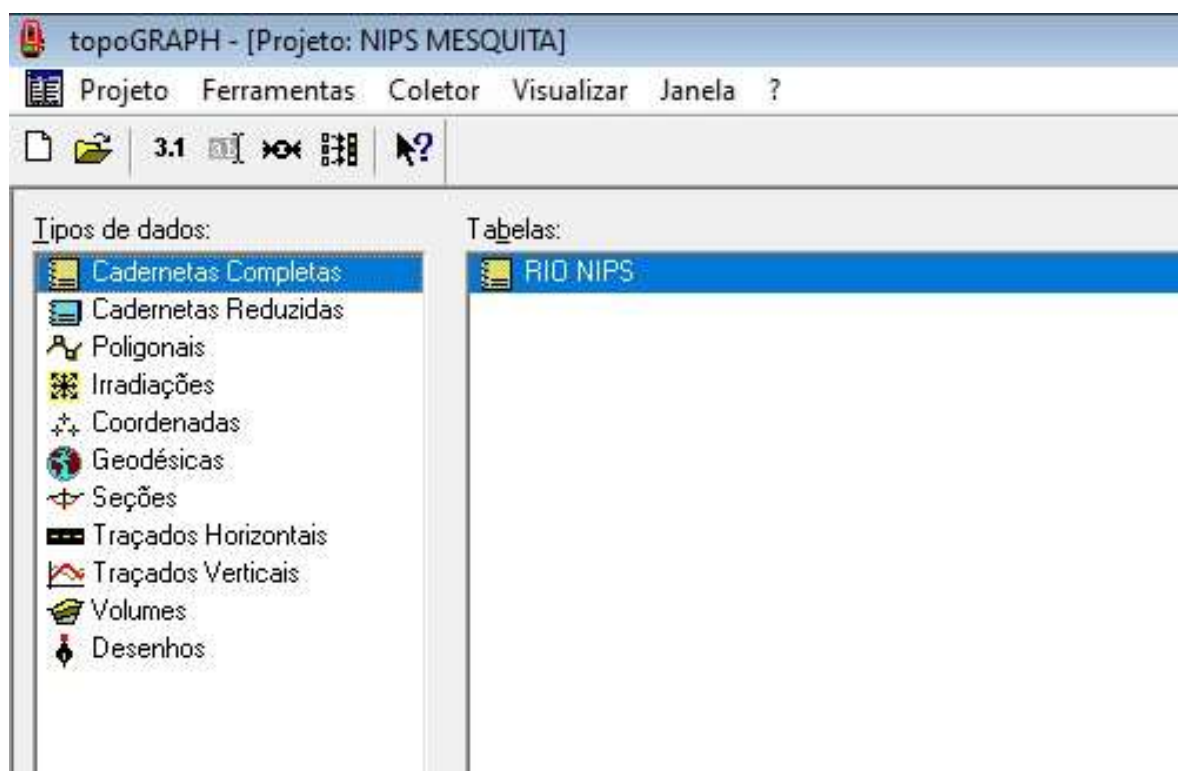 topoGRAPH - [Projeto: NIPS MESQUITA]
Projeto Ferramentas Coletor Visualizar Janela ?
3.1 ab ?
Tipos de dados:
Cadernetas Completas
Cadernetas Reduzidas
Poligonais
Irradiações
Coordenadas
Geodésicas
Seções
Traçados Horizontais
Traçados Verticais
Volumes
Desenhos
Tabelas:
RIO NIPS